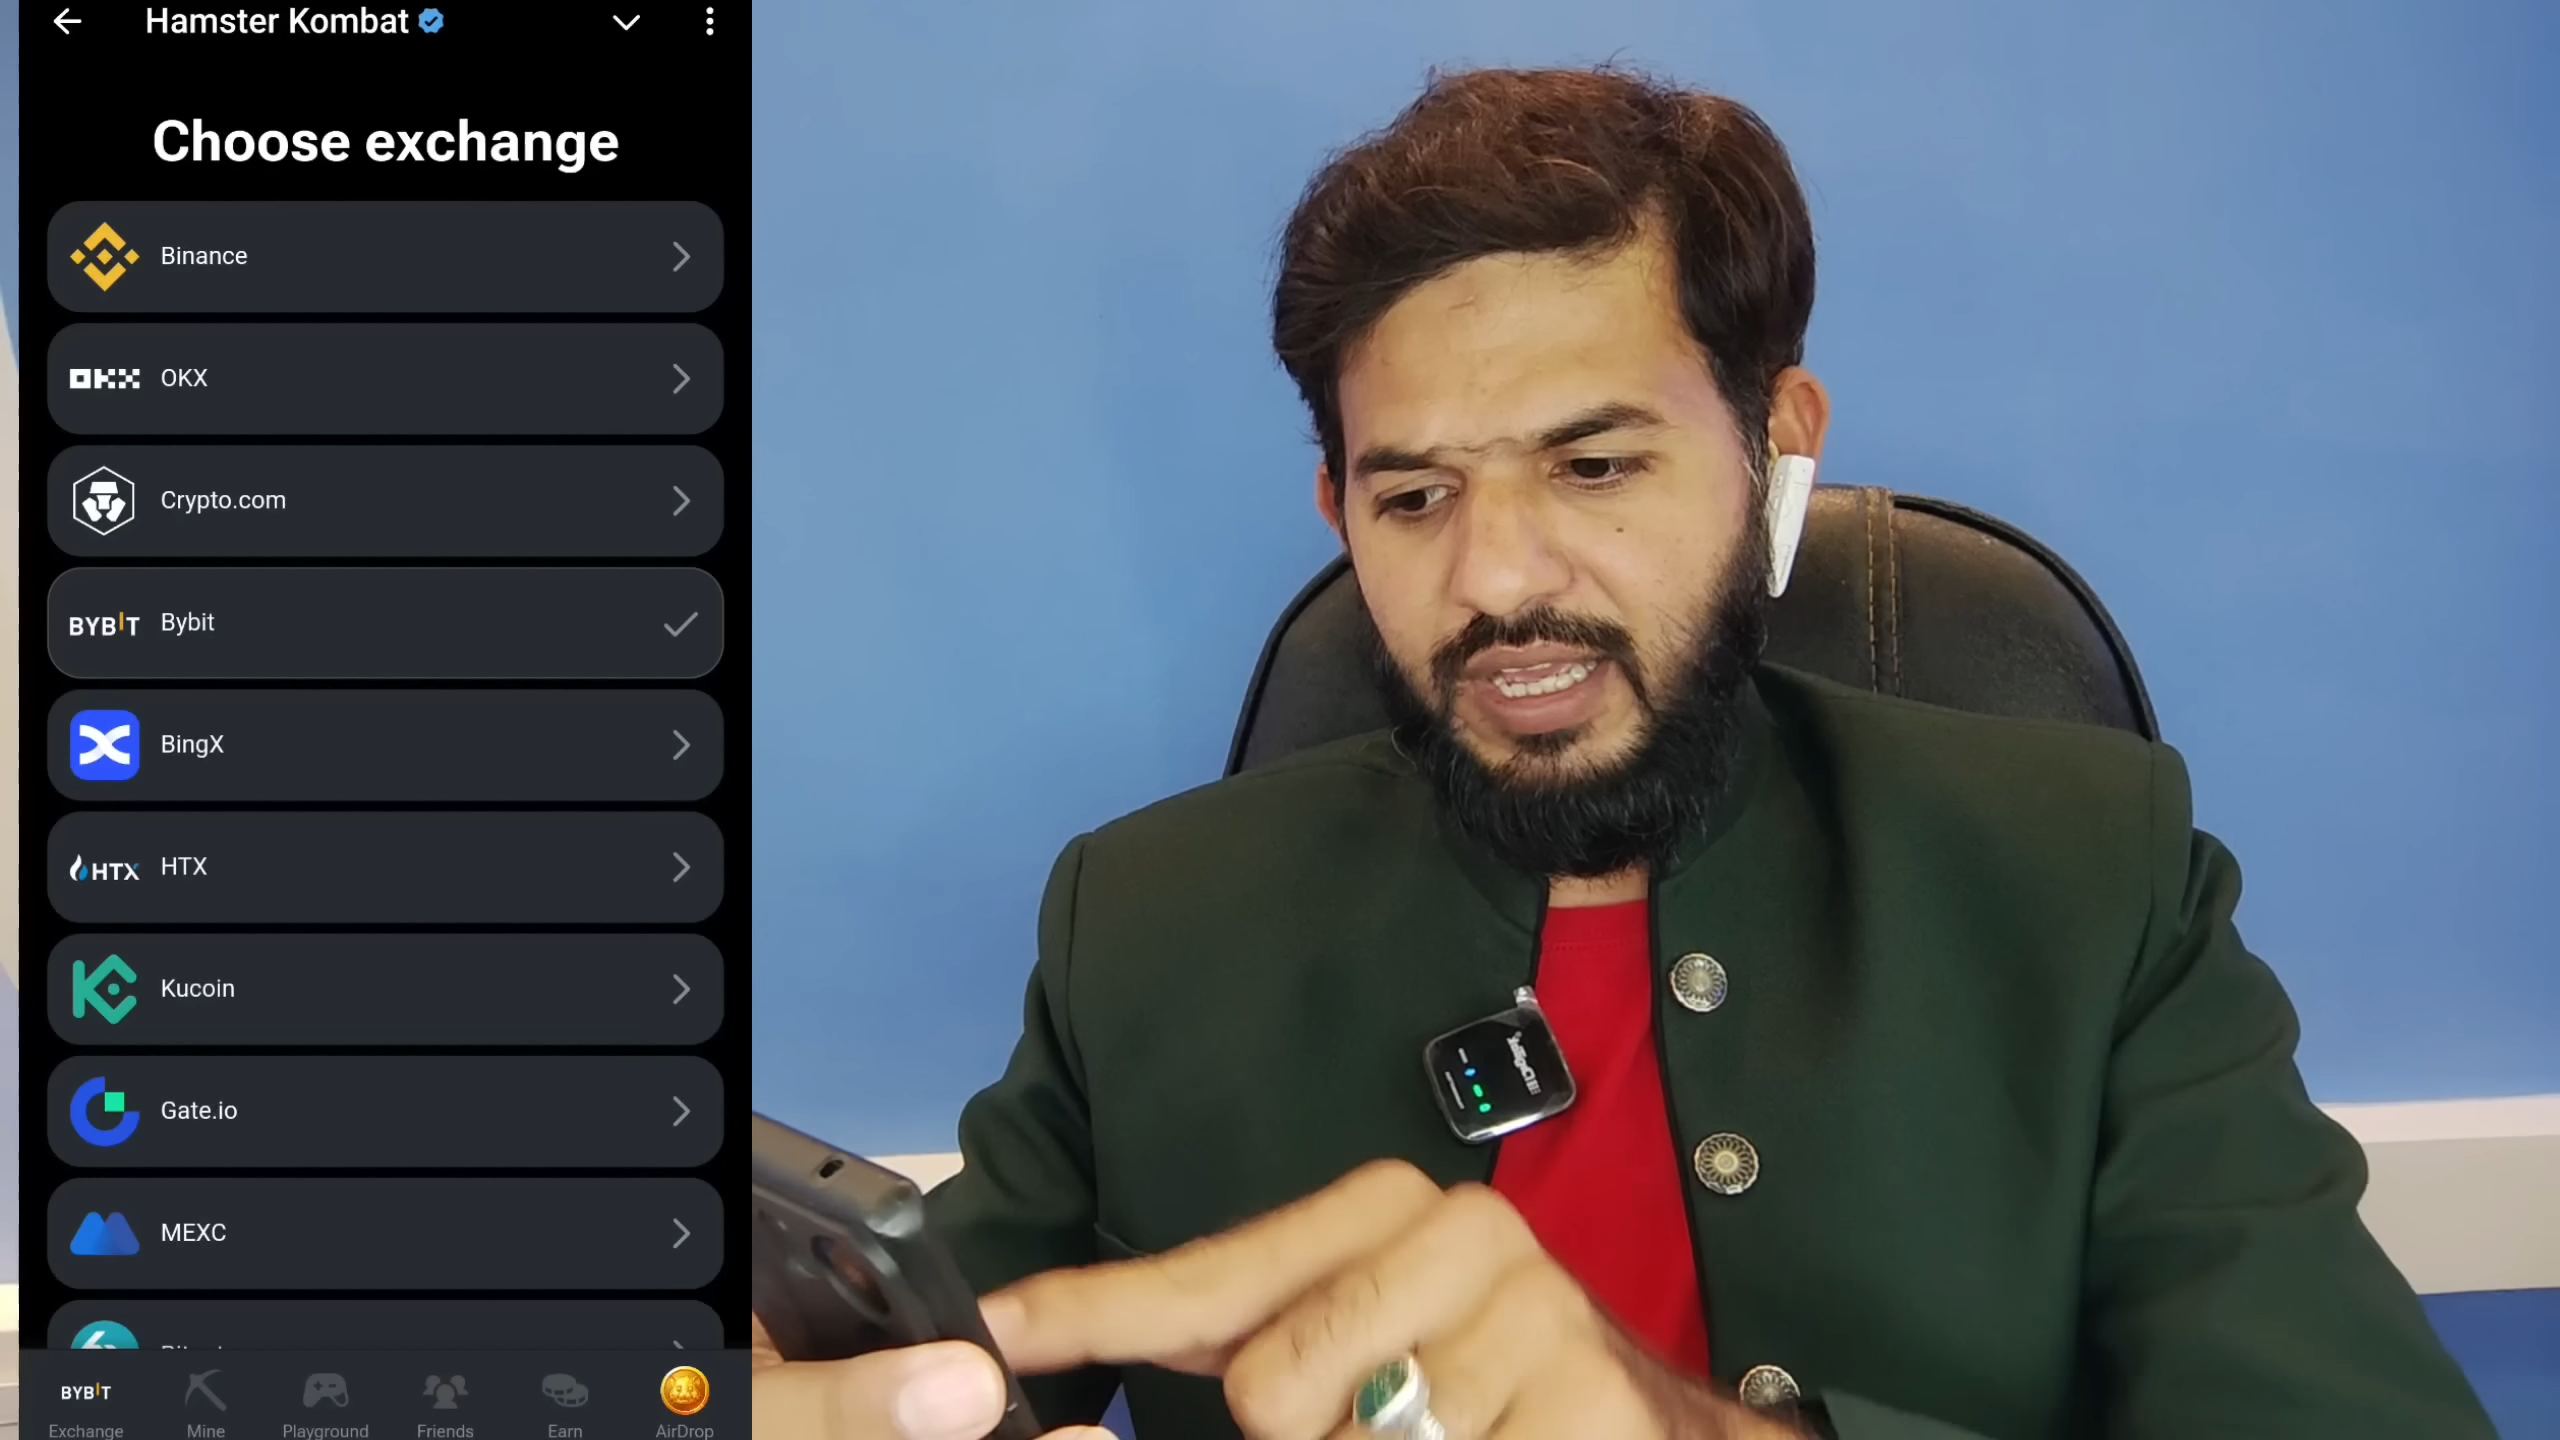 Hamster Kombat
Choose exchange
Binance
OKX OKX
Crypto.com
BYBIT Bybit
BingX
HTX HTX
Kucoin
Gate.io
MEXC
BYBIT
Exchange
Mine
Playground
Friends
Earn
AirDrop